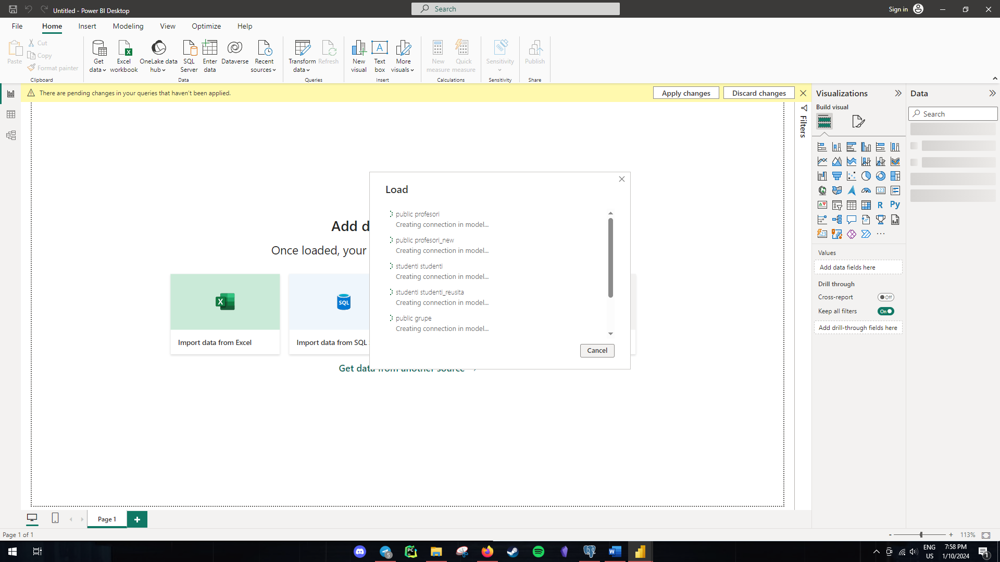 Untitled - Power BI Desktop
Search
Sign in
File
Home
Insert
Modeling
View
Optimize
Help
Paste
Cut
Copy
Format painter
Clipboard
Get data
Excel workbook
OneLake data hub
SQL Server
Enter data
Dataverse
Recent sources
Data
Transform data
Refresh
Queries
New visual
Text box
More visuals
Insert
New measure
Quick measure
Calculations
Sensitivity
Sensitivity
Publish
Share
There are pending changes in your queries that haven't been applied.
Apply changes
Discard changes
Filters
Visualizations
Build visual
R
Py
123
Values
Add data fields here
Drill through
Cross-report
Off
Keep all filters
On
Add drill-through fields here
Data
Search
Load
public profesori
Creating connection in model...
public profesori_new
Creating connection in model...
studenti studenti
Creating connection in model...
studenti studenti_reusita
Creating connection in model...
public grupe
Creating connection in model...
Cancel
Add d
Once loaded, your
X
SQL
Import data from Excel
Import data from SQL
Get data from another source
Page 1
Page 1 of 1
- + 113%
5
PC
W
ENG
US
7:58 PM
1/10/2024
1